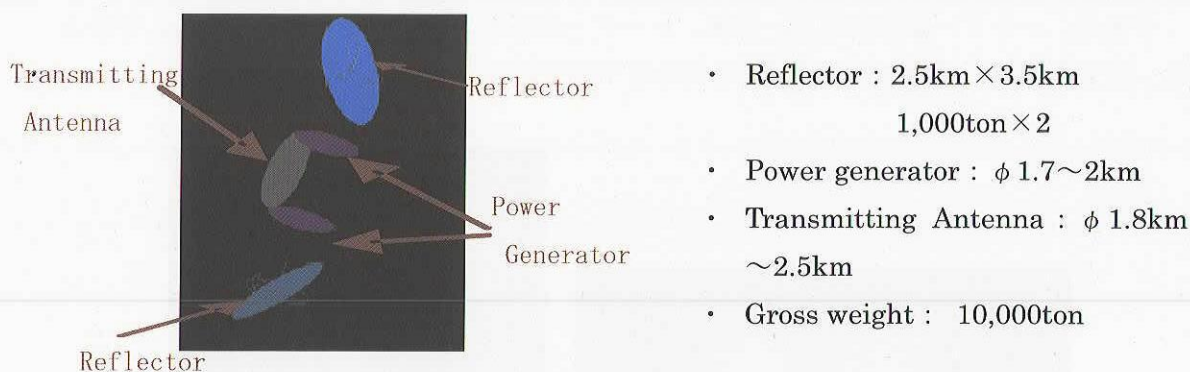 Transmitting
Antenna
Reflector
Power
Generator
Reflector
・ Reflector : 2.5km×3.5km
1,000ton×2
・ Power generator : φ 1.7～2km
・ Transmitting Antenna : φ 1.8km
～2.5km
・ Gross weight : 10,000ton